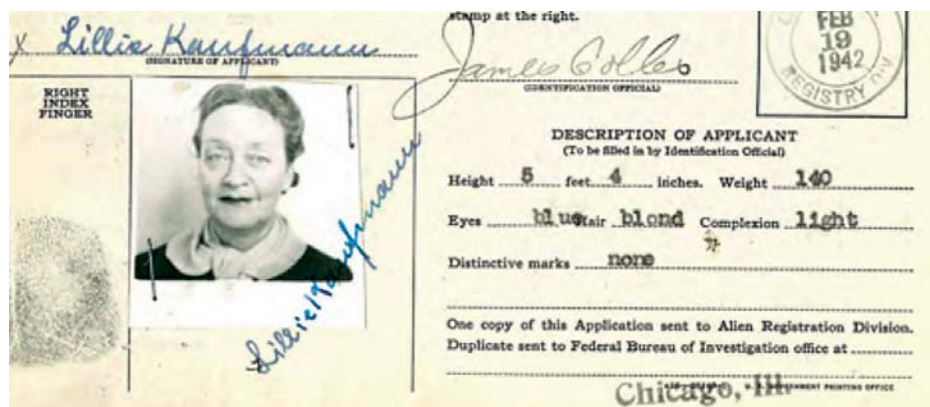 x Lillie Kaufmann
(SIGNATURE OF APPLICANT)
RIGHT
INDEX
FINGER
Lillie Kaufmann
stamp at the right.
James
(IDENTIFICATION OFFICIAL)
FEB
19
1942
REGISTRY DIV
DESCRIPTION OF APPLICANT
(To be filled in by Identification Official)
Height 5 feet 4 inches. Weight 140
Eyes blue Hair blond Complexion light
Distinctive marks none
One copy of this Application sent to Alien Registration Division.
Duplicate sent to Federal Bureau of Investigation office at
Chicago, Ill.
U. S. GOVERNMENT PRINTING OFFICE